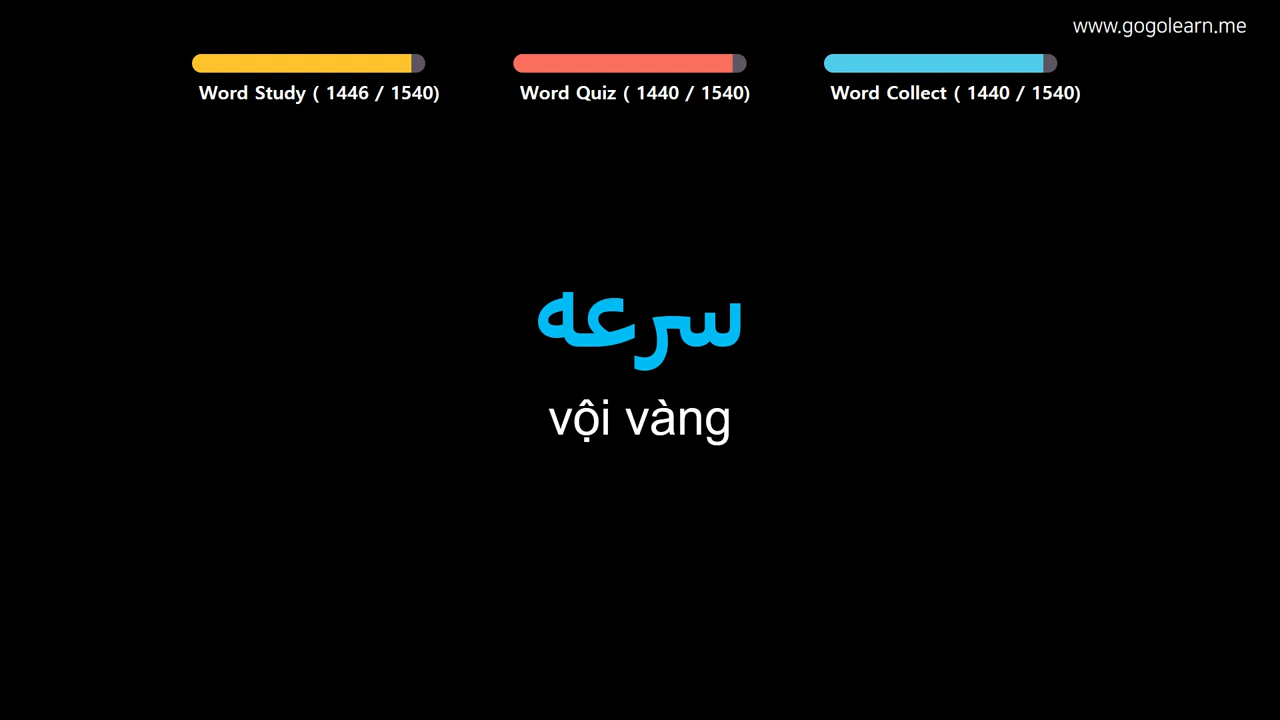 www.gogolearn.me
Word Study ( 1446 / 1540)
Word Quiz ( 1440 / 1540)
Word Collect ( 1440 / 1540)
سرعه
vội vàng